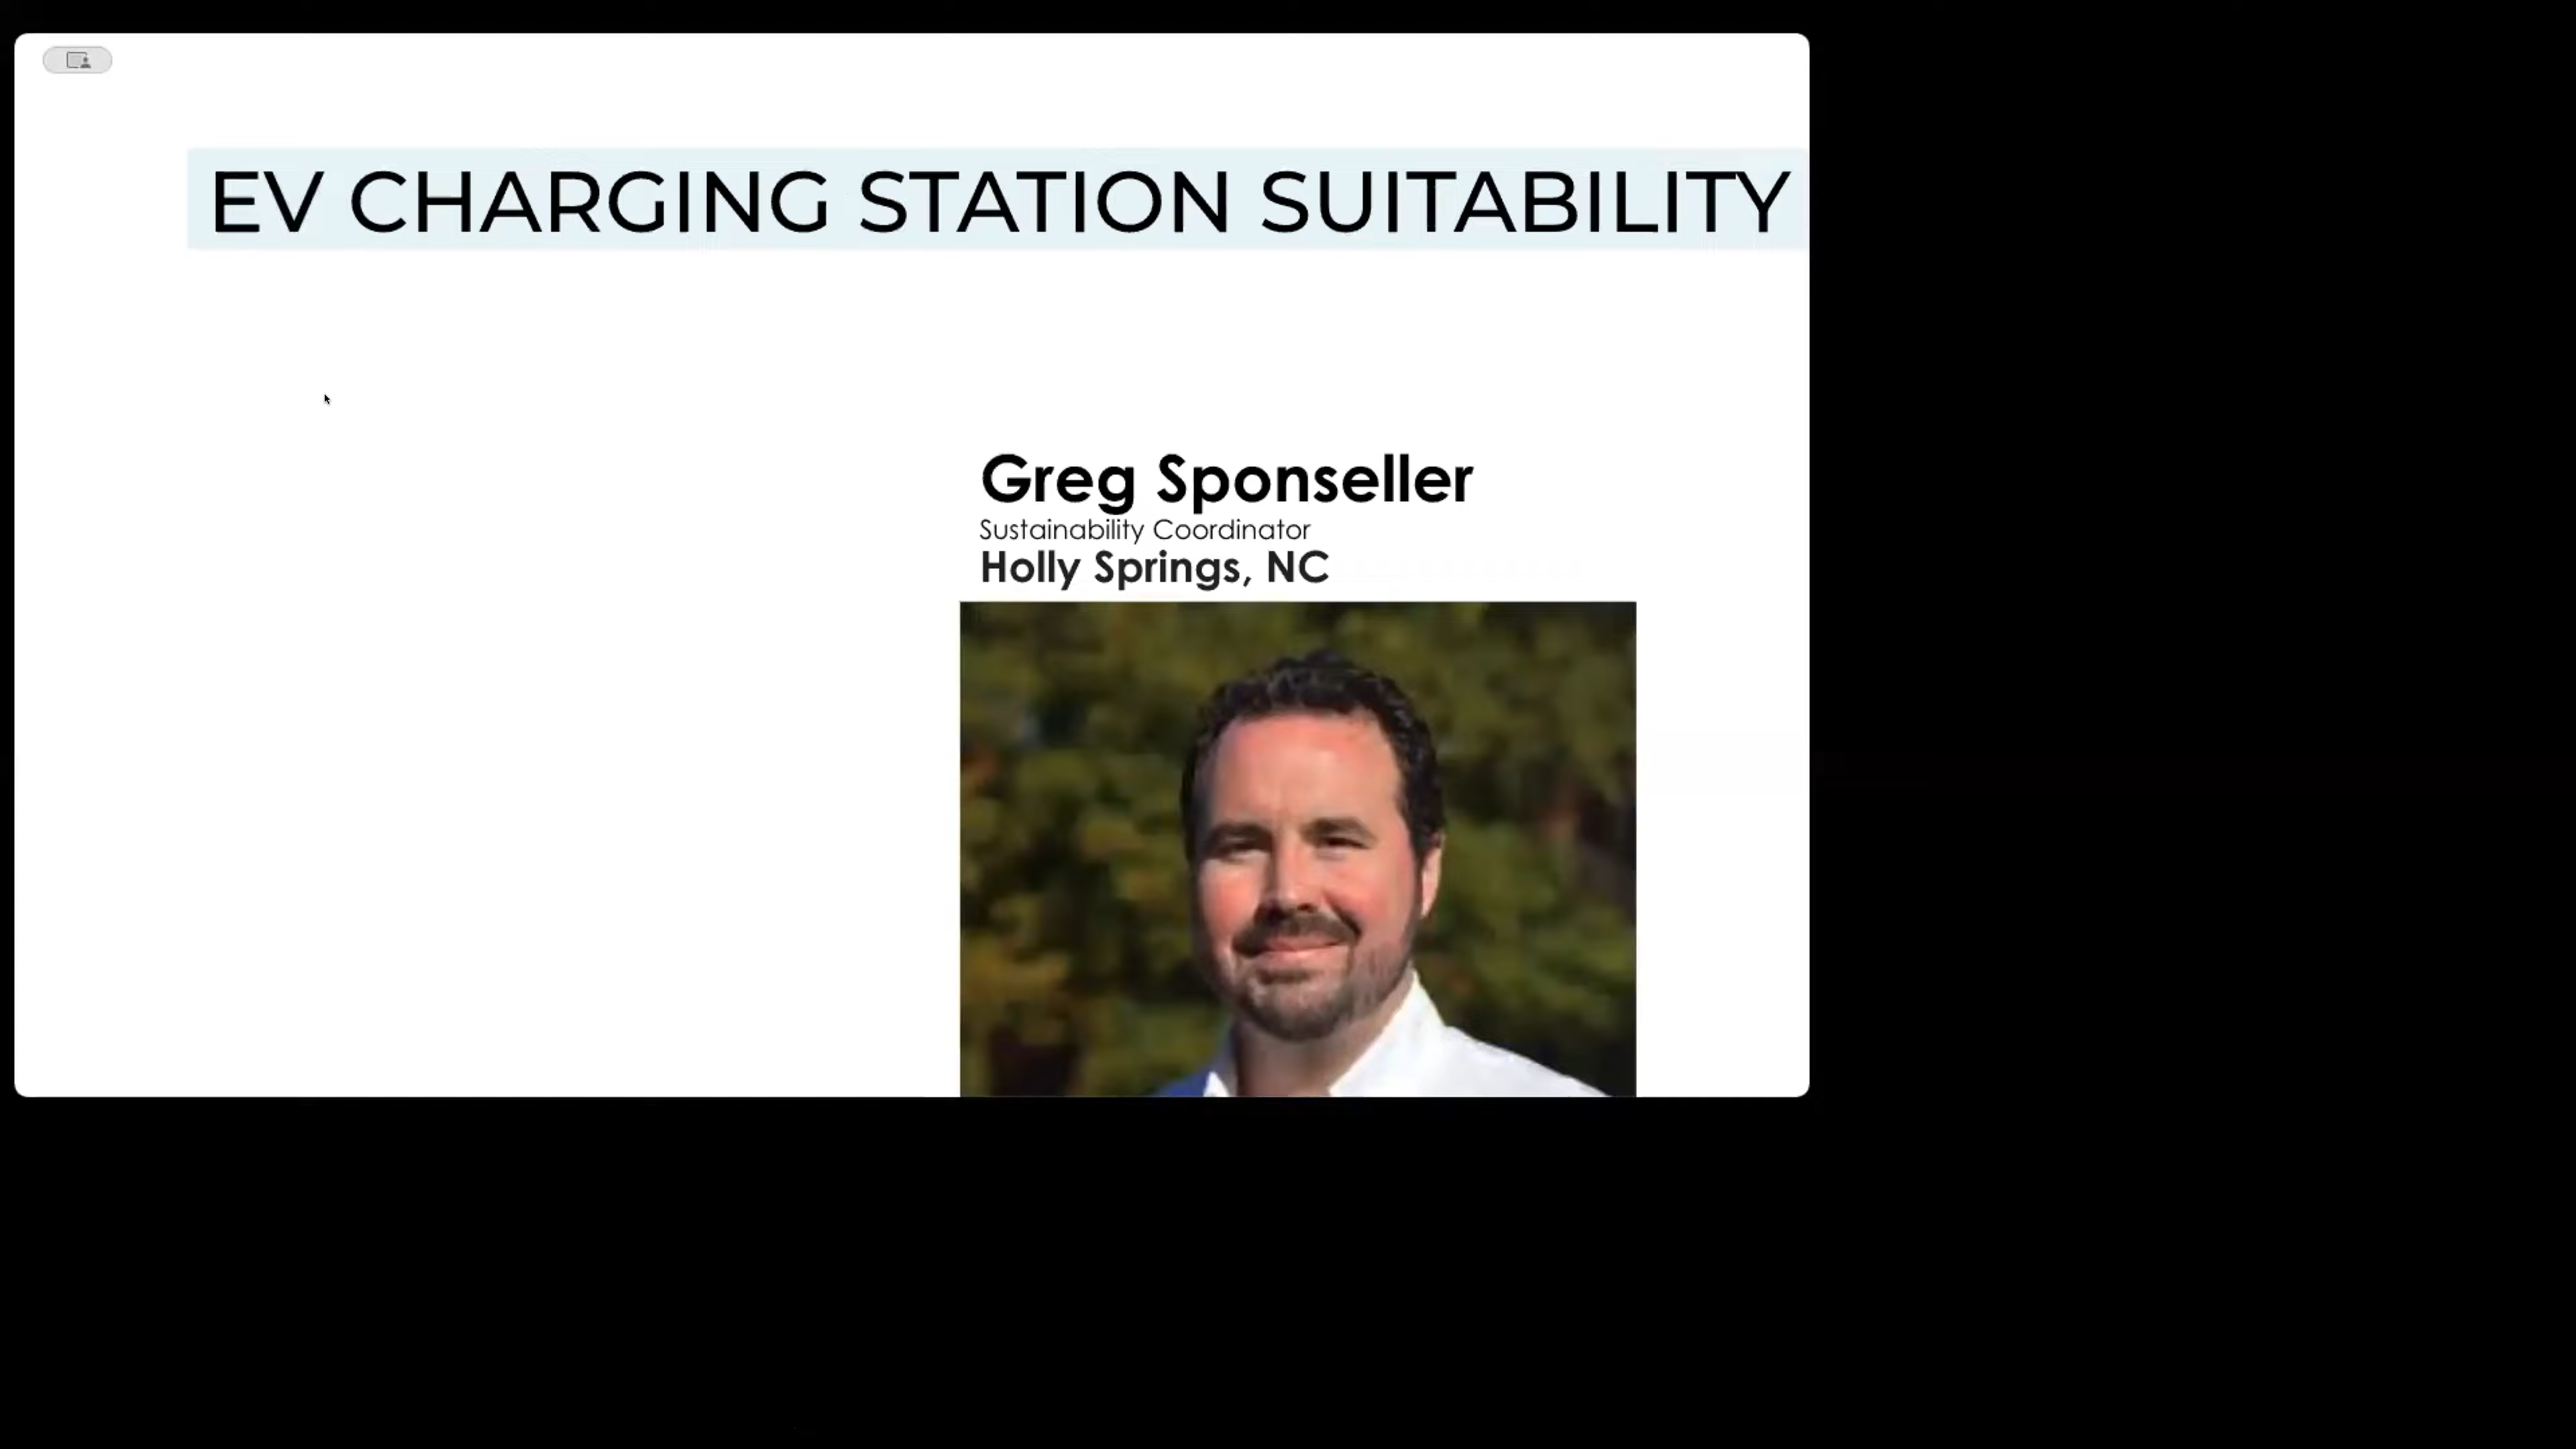 EV CHARGING STATION SUITABILITY
Greg Sponseller
Sustainability Coordinator
Holly Springs, NC